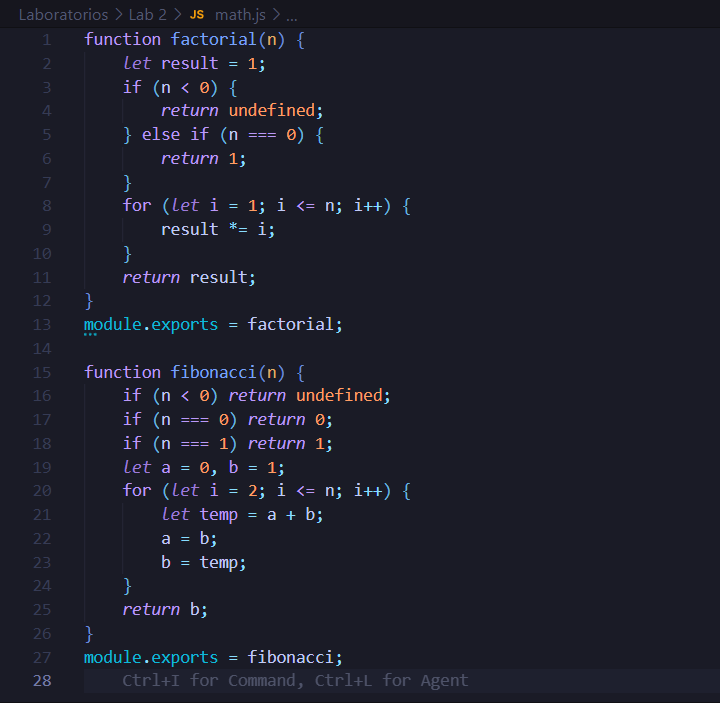 Laboratorios > Lab 2 > JS math.js > ...
1 function factorial(n) {
2     let result = 1;
3     if (n < 0) {
4         return undefined;
5     } else if (n === 0) {
6         return 1;
7     }
8     for (let i = 1; i <= n; i++) {
9         result *= i;
10     }
11     return result;
12 }
13 module.exports = factorial;
14
15 function fibonacci(n) {
16     if (n < 0) return undefined;
17     if (n === 0) return 0;
18     if (n === 1) return 1;
19     let a = 0, b = 1;
20     for (let i = 2; i <= n; i++) {
21         let temp = a + b;
22         a = b;
23         b = temp;
24     }
25     return b;
26 }
27 module.exports = fibonacci;
28     Ctrl+I for Command, Ctrl+L for Agent